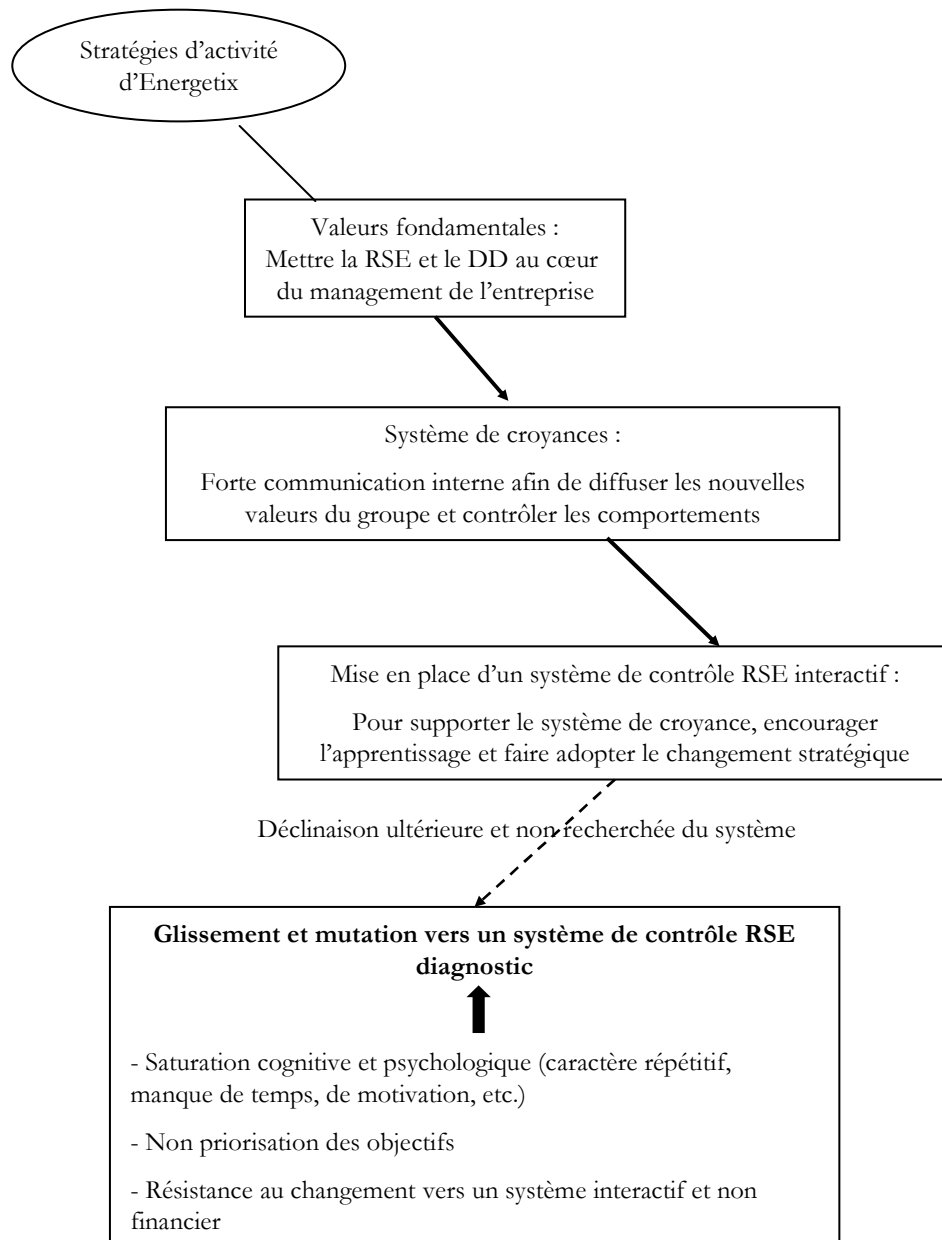 Stratégies d'activité
d'Energetix
Valeurs fondamentales :
Mettre la RSE et le DD au cœur
du management de l'entreprise
Système de croyances :
Forte communication interne afin de diffuser les nouvelles
valeurs du groupe et contrôler les comportements
Mise en place d'un système de contrôle RSE interactif :
Pour supporter le système de croyance, encourager
l'apprentissage et faire adopter le changement stratégique
Déclinaison ultérieure et non recherchée du système
Glissement et mutation vers un système de contrôle RSE
diagnostic
- Saturation cognitive et psychologique (caractère répétitif,
manque de temps, de motivation, etc.)
- Non priorisation des objectifs
- Résistance au changement vers un système interactif et non
financier